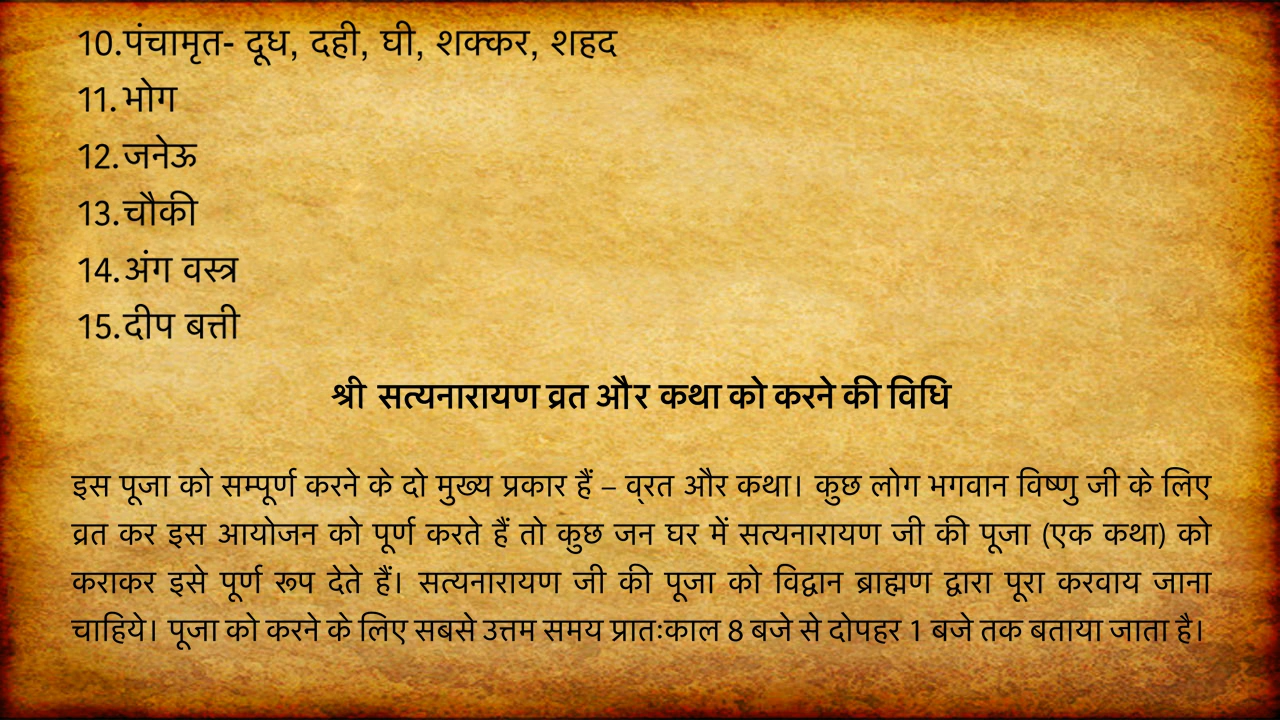 10.पंचामृत- दूध, दही, घी, शक्कर, शहद
11.भोग
12.जनेऊ
13.चौकी
14.अंग वस्त्र
15.दीप बत्ती
श्री सत्यनारायण व्रत और कथा को करने की विधि
इस पूजा को सम्पूर्ण करने के दो मुख्य प्रकार हैं – व्‌रत और कथा। कुछ लोग भगवान विष्णु जी के लिए
व्रत कर इस आयोजन को पूर्ण करते हैं तो कुछ जन घर में सत्यनारायण जी की पूजा (एक कथा) को
कराकर इसे पूर्ण रूप देते हैं। सत्यनारायण जी की पूजा को विद्वान ब्राह्मण द्वारा पूरा करवाय जाना
चाहिये। पूजा को करने के लिए सबसे उत्तम समय प्रातःकाल 8 बजे से दोपहर 1 बजे तक बताया जाता है।